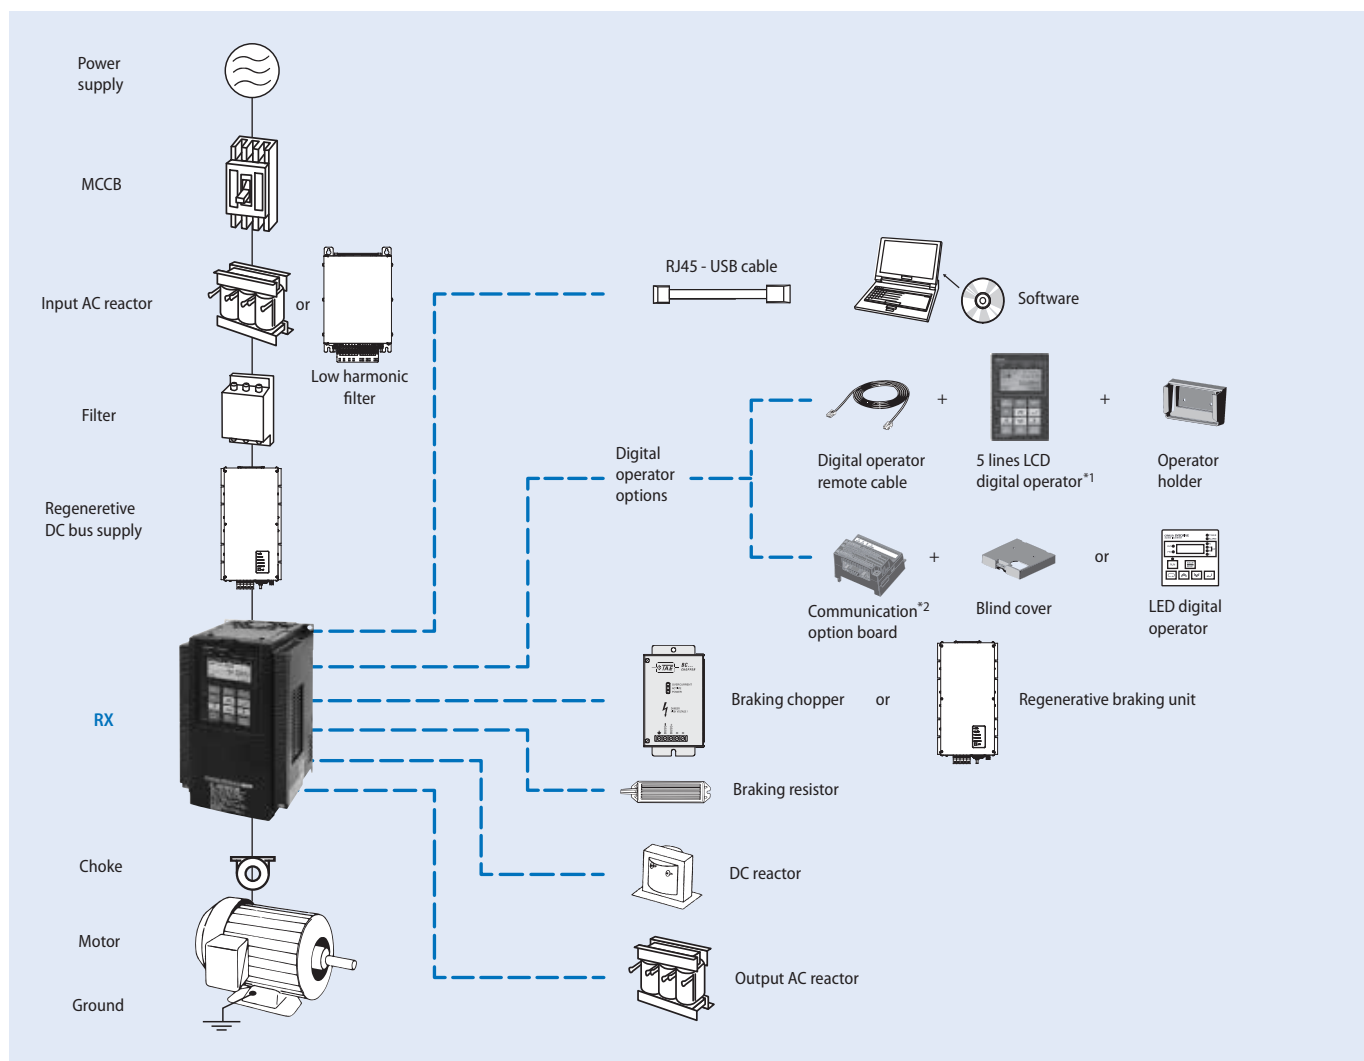 Power
supply
MCCB
Input AC reactor
or
Low harmonic
filter
RJ45 - USB cable
Software
Filter
Digital
operator
options
+
+
Digital operator
remote cable
5 lines LCD
digital operator*1
Operator
holder
Regeneretive
DC bus supply
+
or
Communication*2
option board
Blind cover
LED digital
operator
RX
Braking chopper
or
Regenerative braking unit
Braking resistor
Choke
DC reactor
Motor
Output AC reactor
Ground